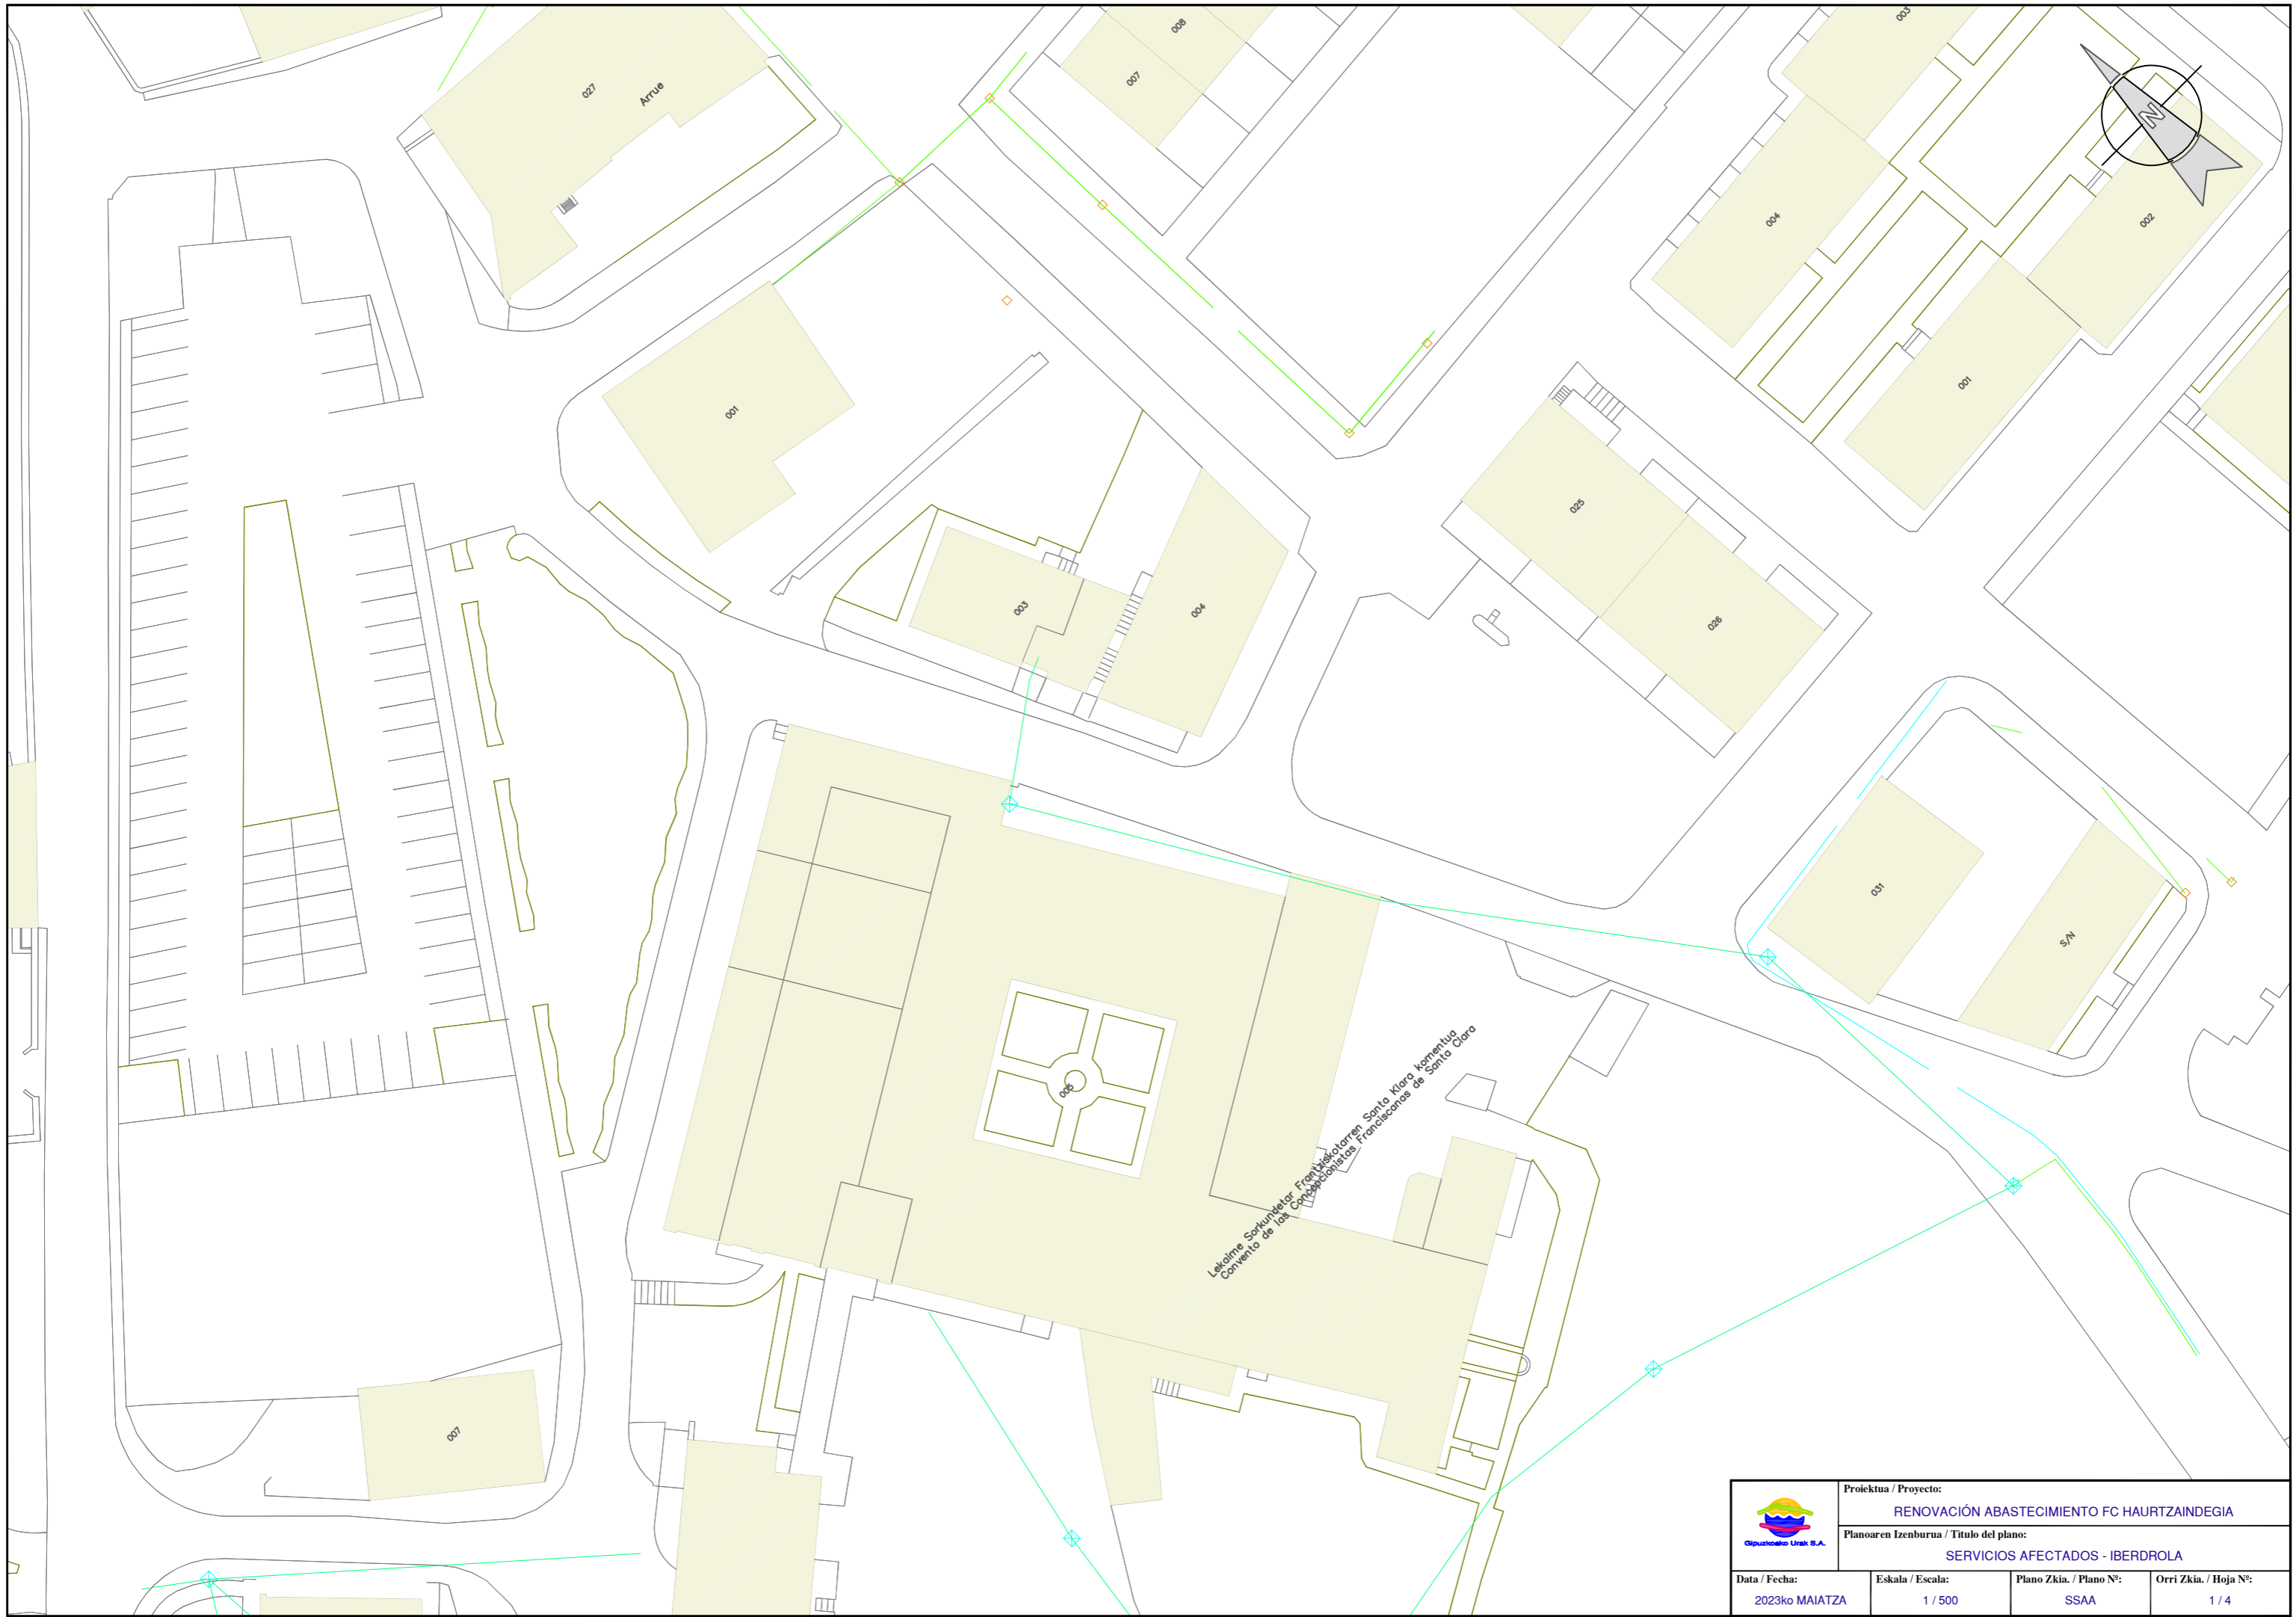 027
Arrue
008
007
003
004
002
001
N
001
025
026
003
004
031
S/N
005
Lekaime Sorkundetar Frantziskotarren Santa Klara komentua
Convento de las Concepcionistas Franciscanas de Santa Clara
007
Gipuzkoako Urak S.A.
Proiektua / Proyecto:
RENOVACIÓN ABASTECIMIENTO FC HAURTZAINDEGIA
Planoaren Izenburua / Titulo del plano:
SERVICIOS AFECTADOS - IBERDROLA
Data / Fecha:
2023ko MAIATZA
Eskala / Escala:
1 / 500
Plano Zkia. / Plano Nº:
SSAA
Orri Zkia. / Hoja Nº:
1 / 4